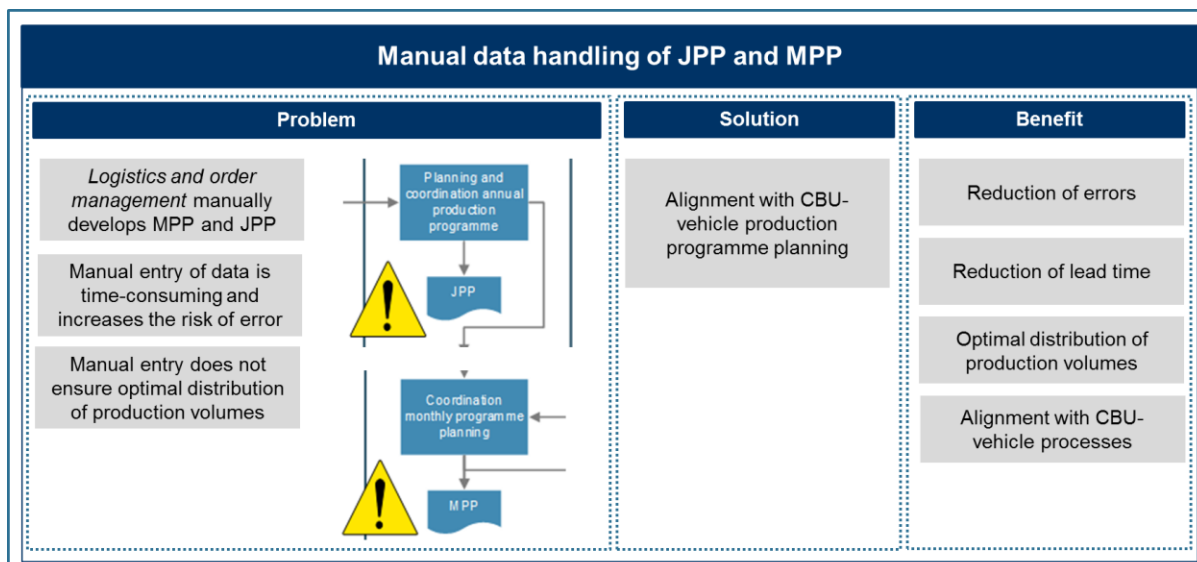 Manual data handling of JPP and MPP
Problem
Logistics and order
management manually
develops MPP and JPP
Manual entry of data is
time-consuming and
increases the risk of error
Manual entry does not
ensure optimal distribution
of production volumes
Planning and
coordination annual
production
programme
JPP
Coordination
monthly programme
planning
MPP
Solution
Alignment with CBU-
vehicle production
programme planning
Benefit
Reduction of errors
Reduction of lead time
Optimal distribution of
production volumes
Alignment with CBU-
vehicle processes